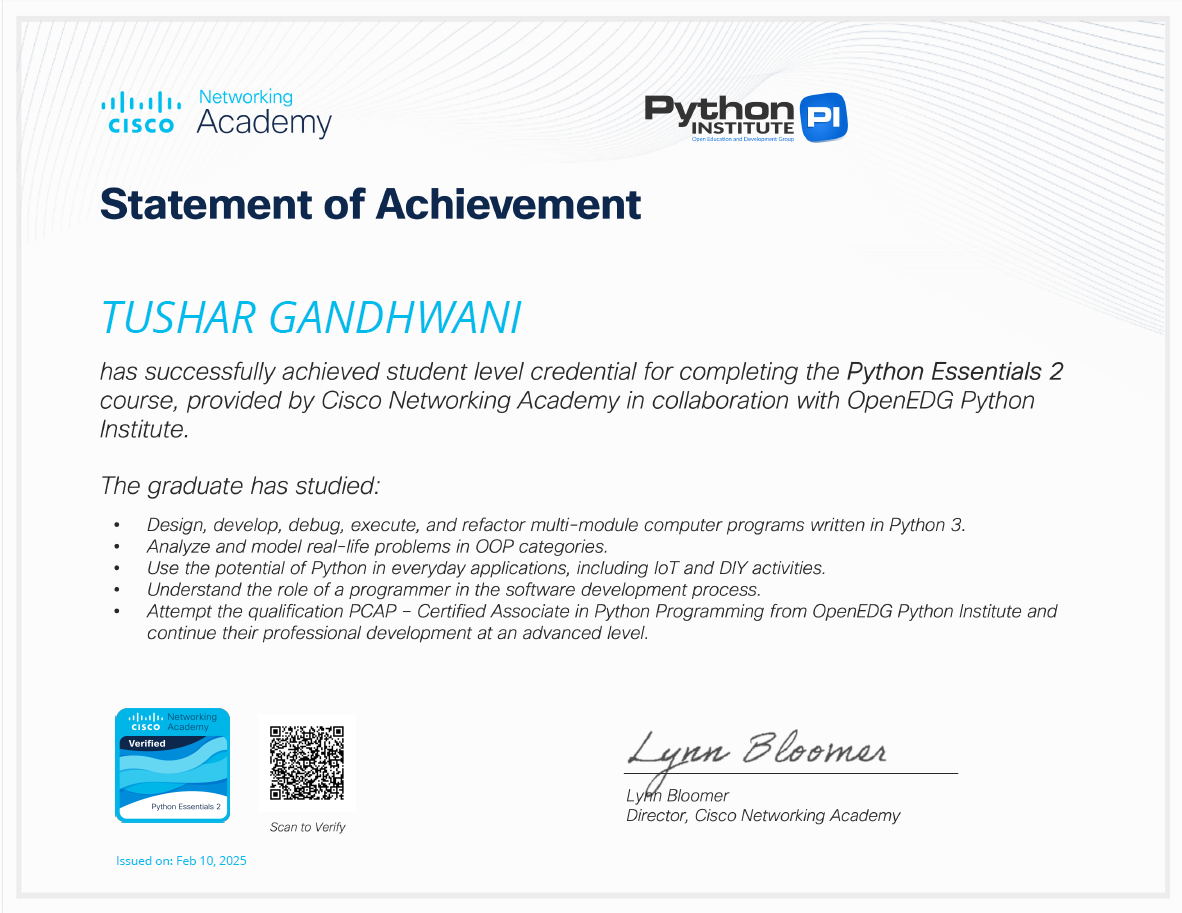 CISCO
Networking
Academy
Python
INSTITUTE
Open Education and Development Group
PI
Statement of Achievement
TUSHAR GANDHWANI
has successfully achieved student level credential for completing the Python Essentials 2
course, provided by Cisco Networking Academy in collaboration with OpenEDG Python
Institute.
The graduate has studied:
• Design, develop, debug, execute, and refactor multi-module computer programs written in Python 3.
• Analyze and model real-life problems in OOP categories.
• Use the potential of Python in everyday applications, including IoT and DIY activities.
• Understand the role of a programmer in the software development process.
• Attempt the qualification PCAP – Certified Associate in Python Programming from OpenEDG Python Institute and
continue their professional development at an advanced level.
CISCO
Networking
Academy
Verified
Python Essentials 2
Scan to Verify
Issued on: Feb 10, 2025
Lynn Bloomer
Lynn Bloomer
Director, Cisco Networking Academy